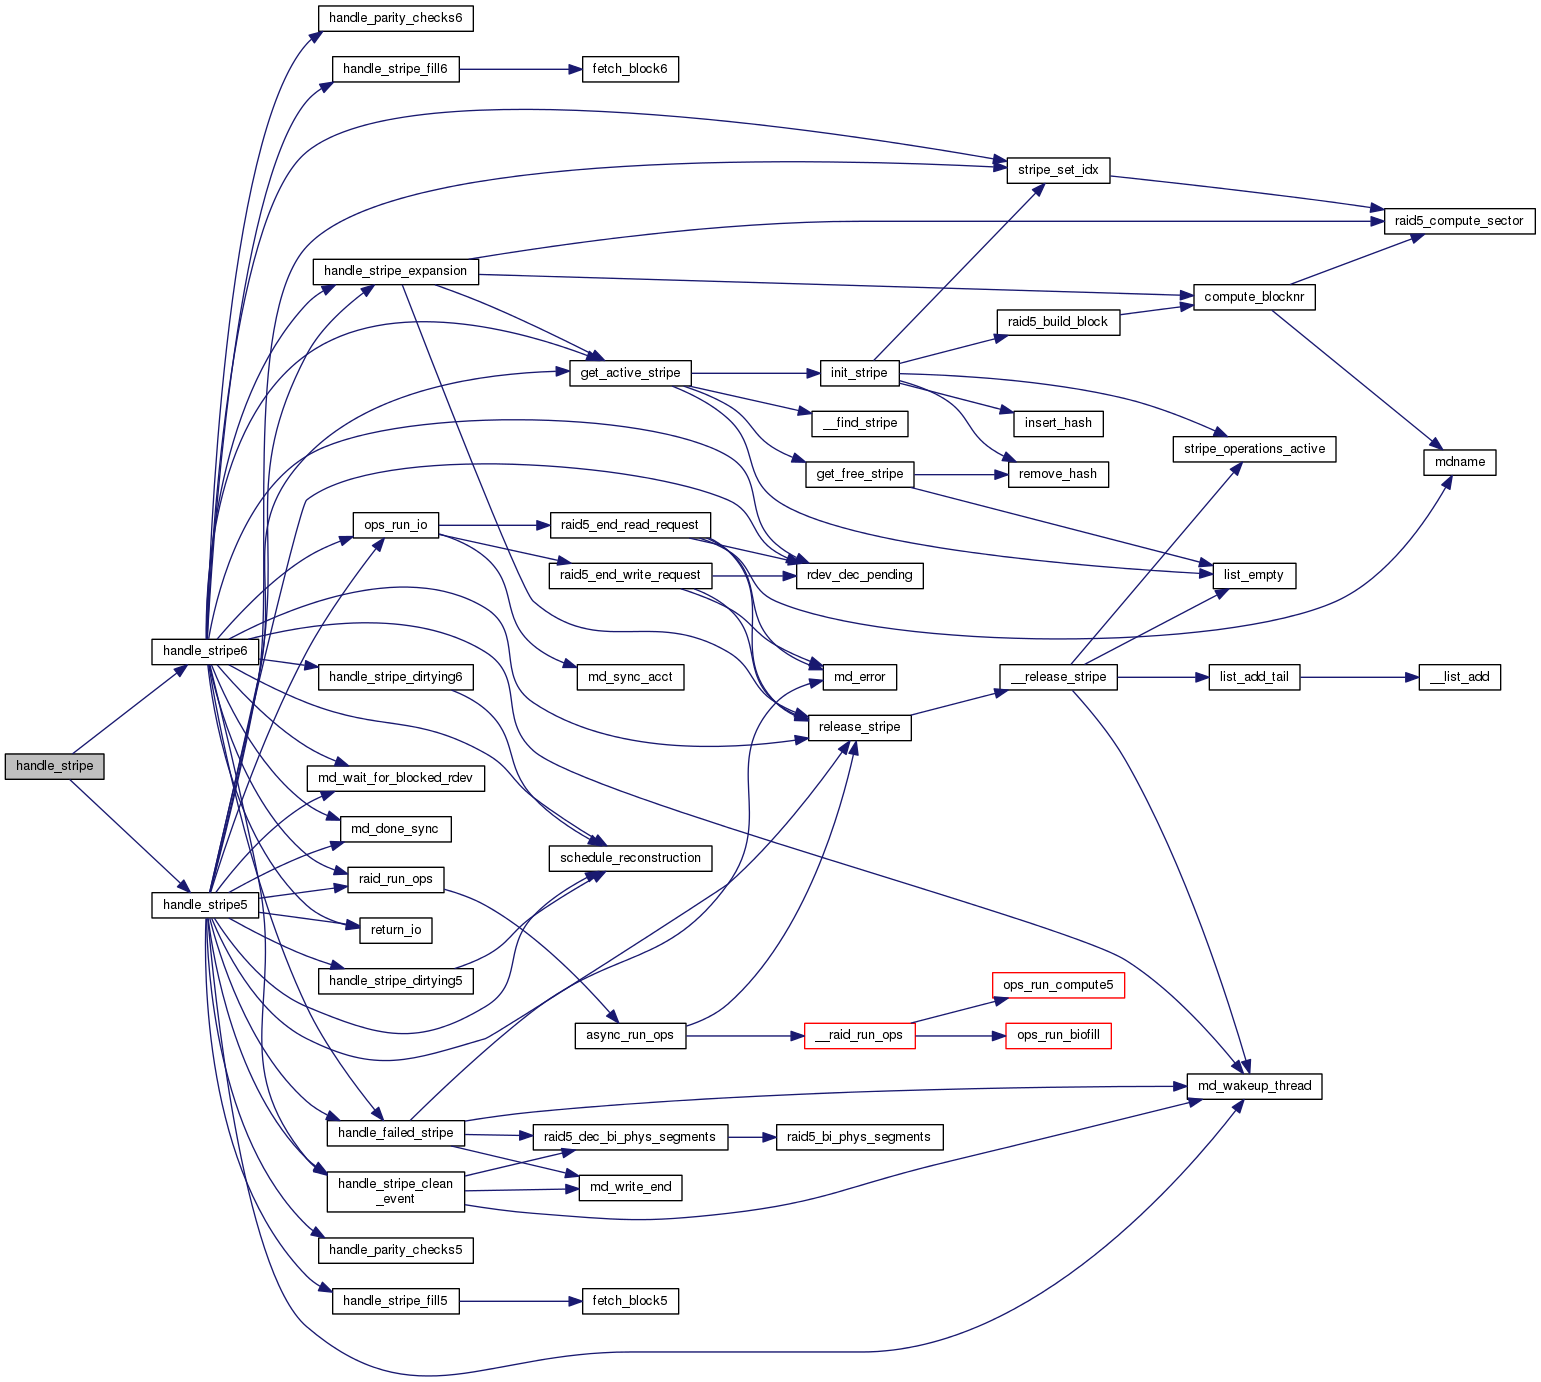 handle_parity_checks6
handle_stripe_fill6
fetch_block6
stripe_set_idx
raid5_compute_sector
handle_stripe_expansion
compute_blocknr
raid5_build_block
get_active_stripe
init_stripe
__find_stripe
insert_hash
stripe_operations_active
mdname
get_free_stripe
remove_hash
ops_run_io
raid5_end_read_request
raid5_end_write_request
rdev_dec_pending
list_empty
handle_stripe6
handle_stripe_dirtying6
md_sync_acct
md_error
__release_stripe
list_add_tail
__list_add
release_stripe
handle_stripe
md_wait_for_blocked_rdev
md_done_sync
schedule_reconstruction
raid_run_ops
handle_stripe5
return_io
handle_stripe_dirtying5
ops_run_compute5
async_run_ops
__raid_run_ops
ops_run_biofill
md_wakeup_thread
handle_failed_stripe
raid5_dec_bi_phys_segments
raid5_bi_phys_segments
handle_stripe_clean
_event
md_write_end
handle_parity_checks5
handle_stripe_fill5
fetch_block5